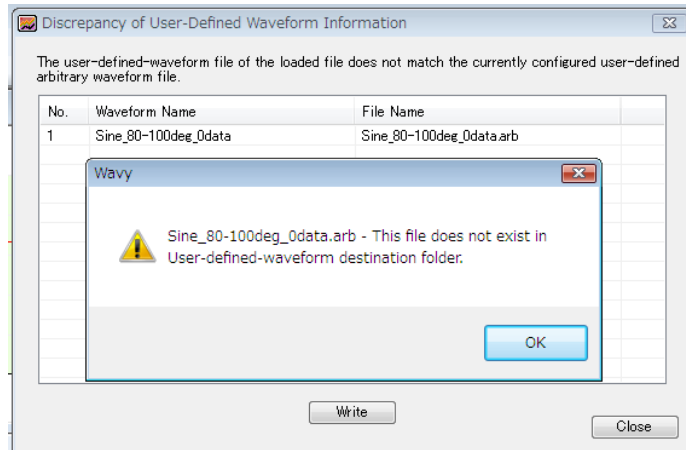 Discrepancy of User-Defined Waveform Information
The user-defined-waveform file of the loaded file does not match the currently configured user-defined
arbitrary waveform file.
No. Waveform Name File Name
1 Sine_80-100deg_0data Sine_80-100deg_0data.arb
Wavy
Sine_80-100deg_0data.arb - This file does not exist in
User-defined-waveform destination folder.
OK
Write
Close